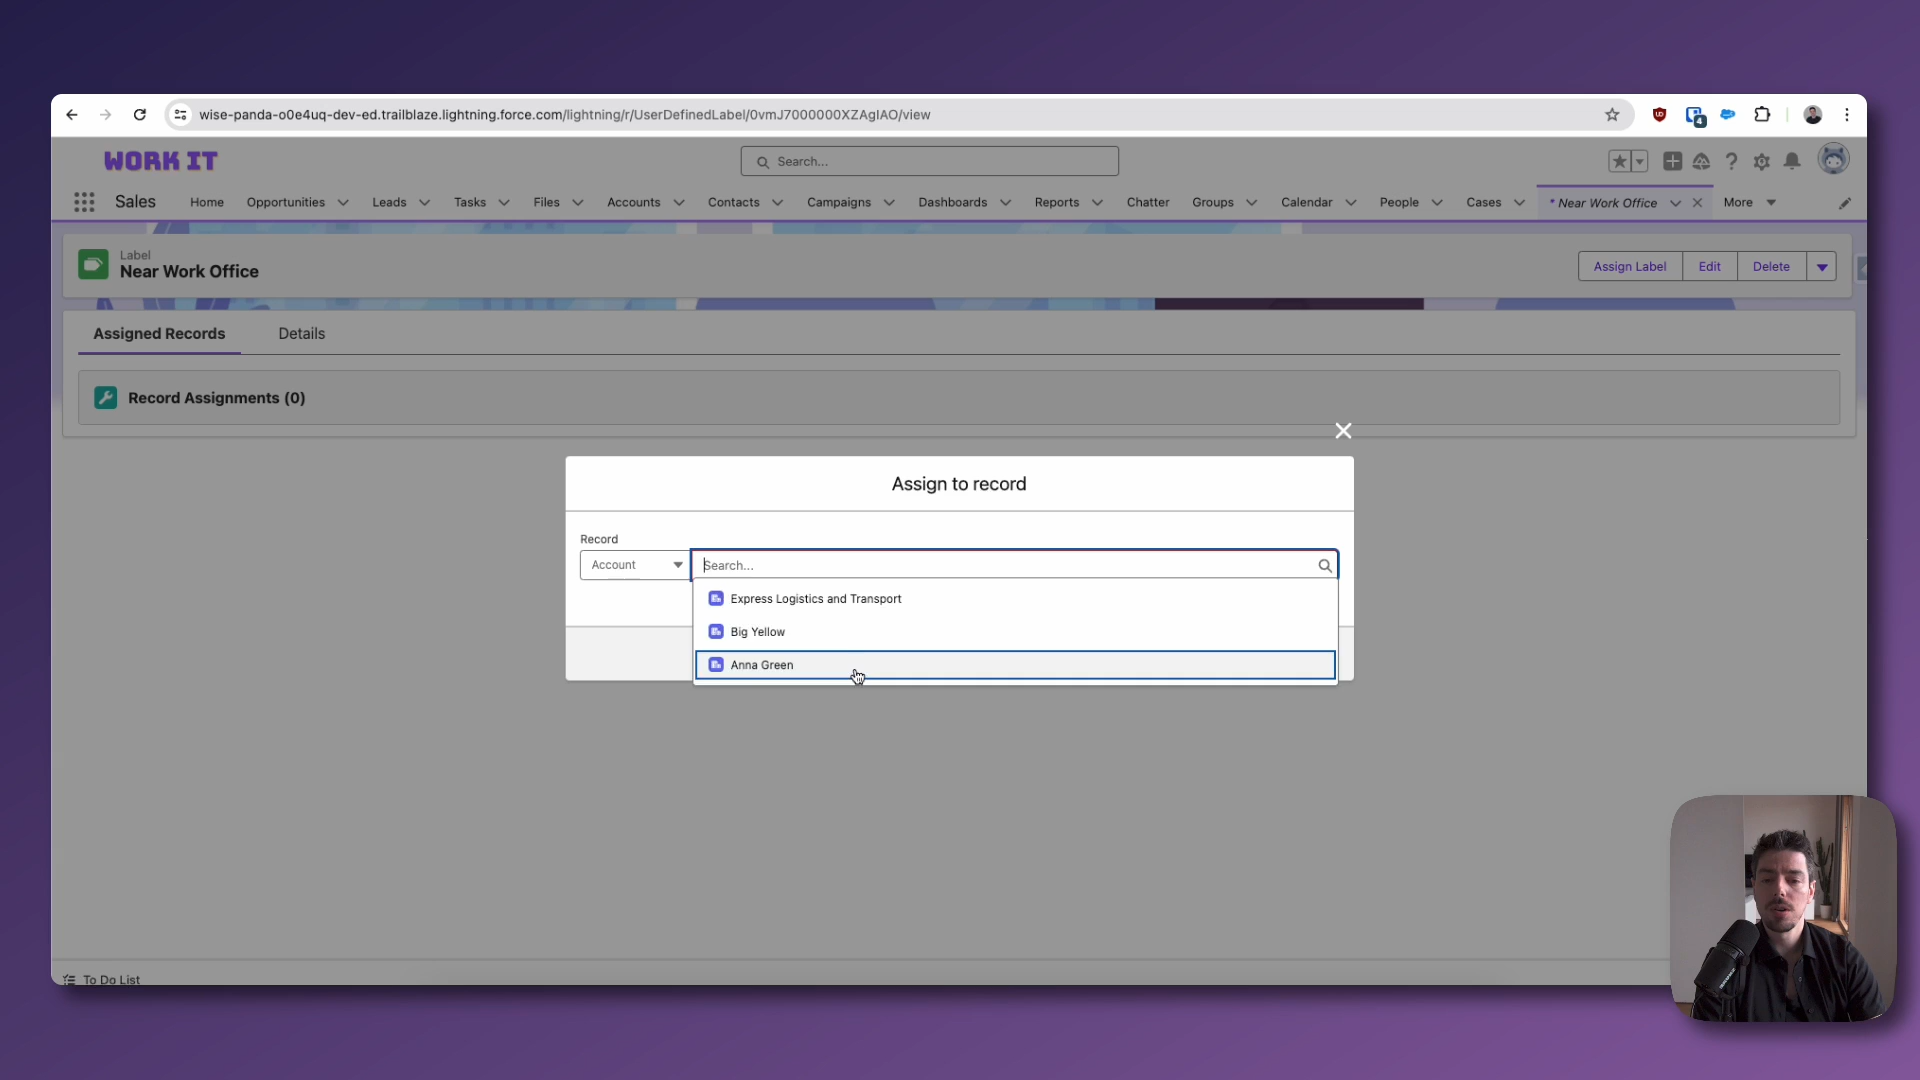 wise-panda-o0e4uq-dev-ed.trailblaze.lightning.force.com/lightning/r/UserDefinedLabel/0vmJ7000000XZAgIAO/view
4
WORK IT
Search...
Sales
Home
Opportunities
Leads
Tasks
Files
Accounts
Contacts
Campaigns
Dashboards
Reports
Chatter
Groups
Calendar
People
Cases
* Near Work Office
More
Label
Near Work Office
Assign Label
Edit
Delete
Assigned Records
Details
Record Assignments (0)
Assign to record
Record
Account
Search...
Express Logistics and Transport
Big Yellow
Anna Green
To Do List